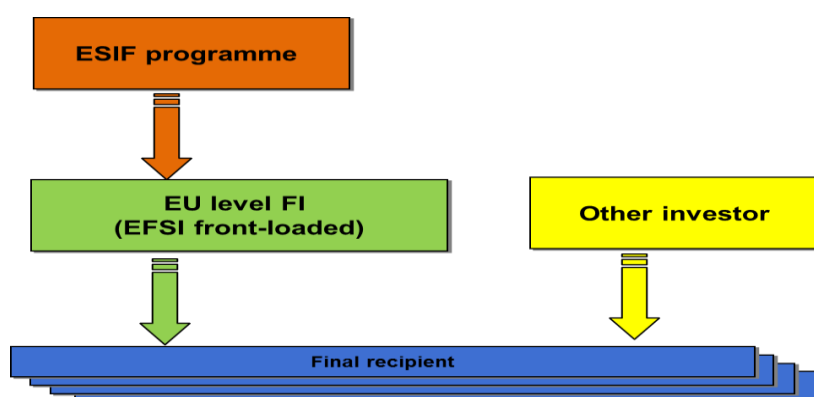 ESIF programme
EU level FI
(EFSI front-loaded)
Other investor
Final recipient